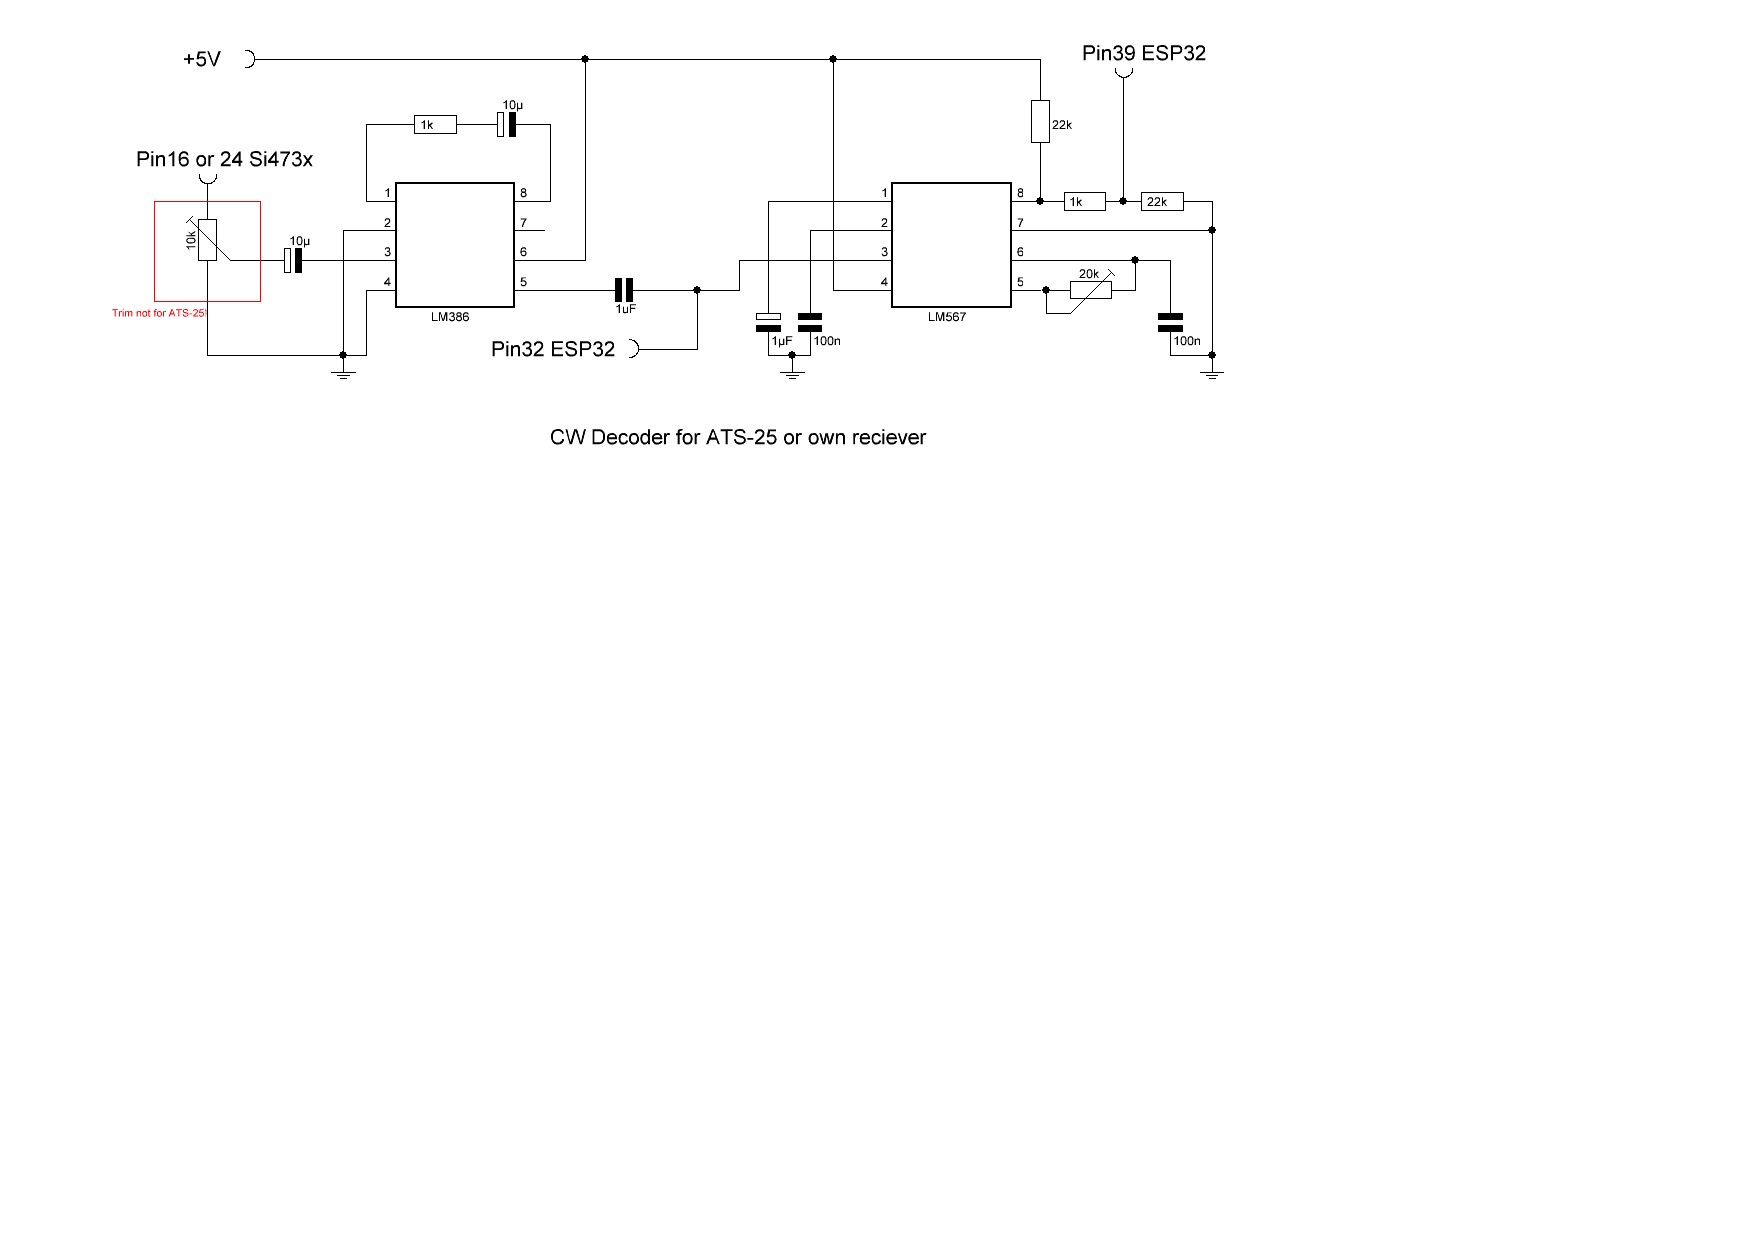 +5V
Pin39 ESP32
10µ
1k
22k
Pin16 or 24 Si473x
1
8
1
8
1k
22k
2
7
2
7
10k
10µ
3
6
3
6
20k
4
5
4
5
1uF
Trim not for ATS-25!
LM386
LM567
1µF
100n
100n
Pin32 ESP32
CW Decoder for ATS-25 or own reciever